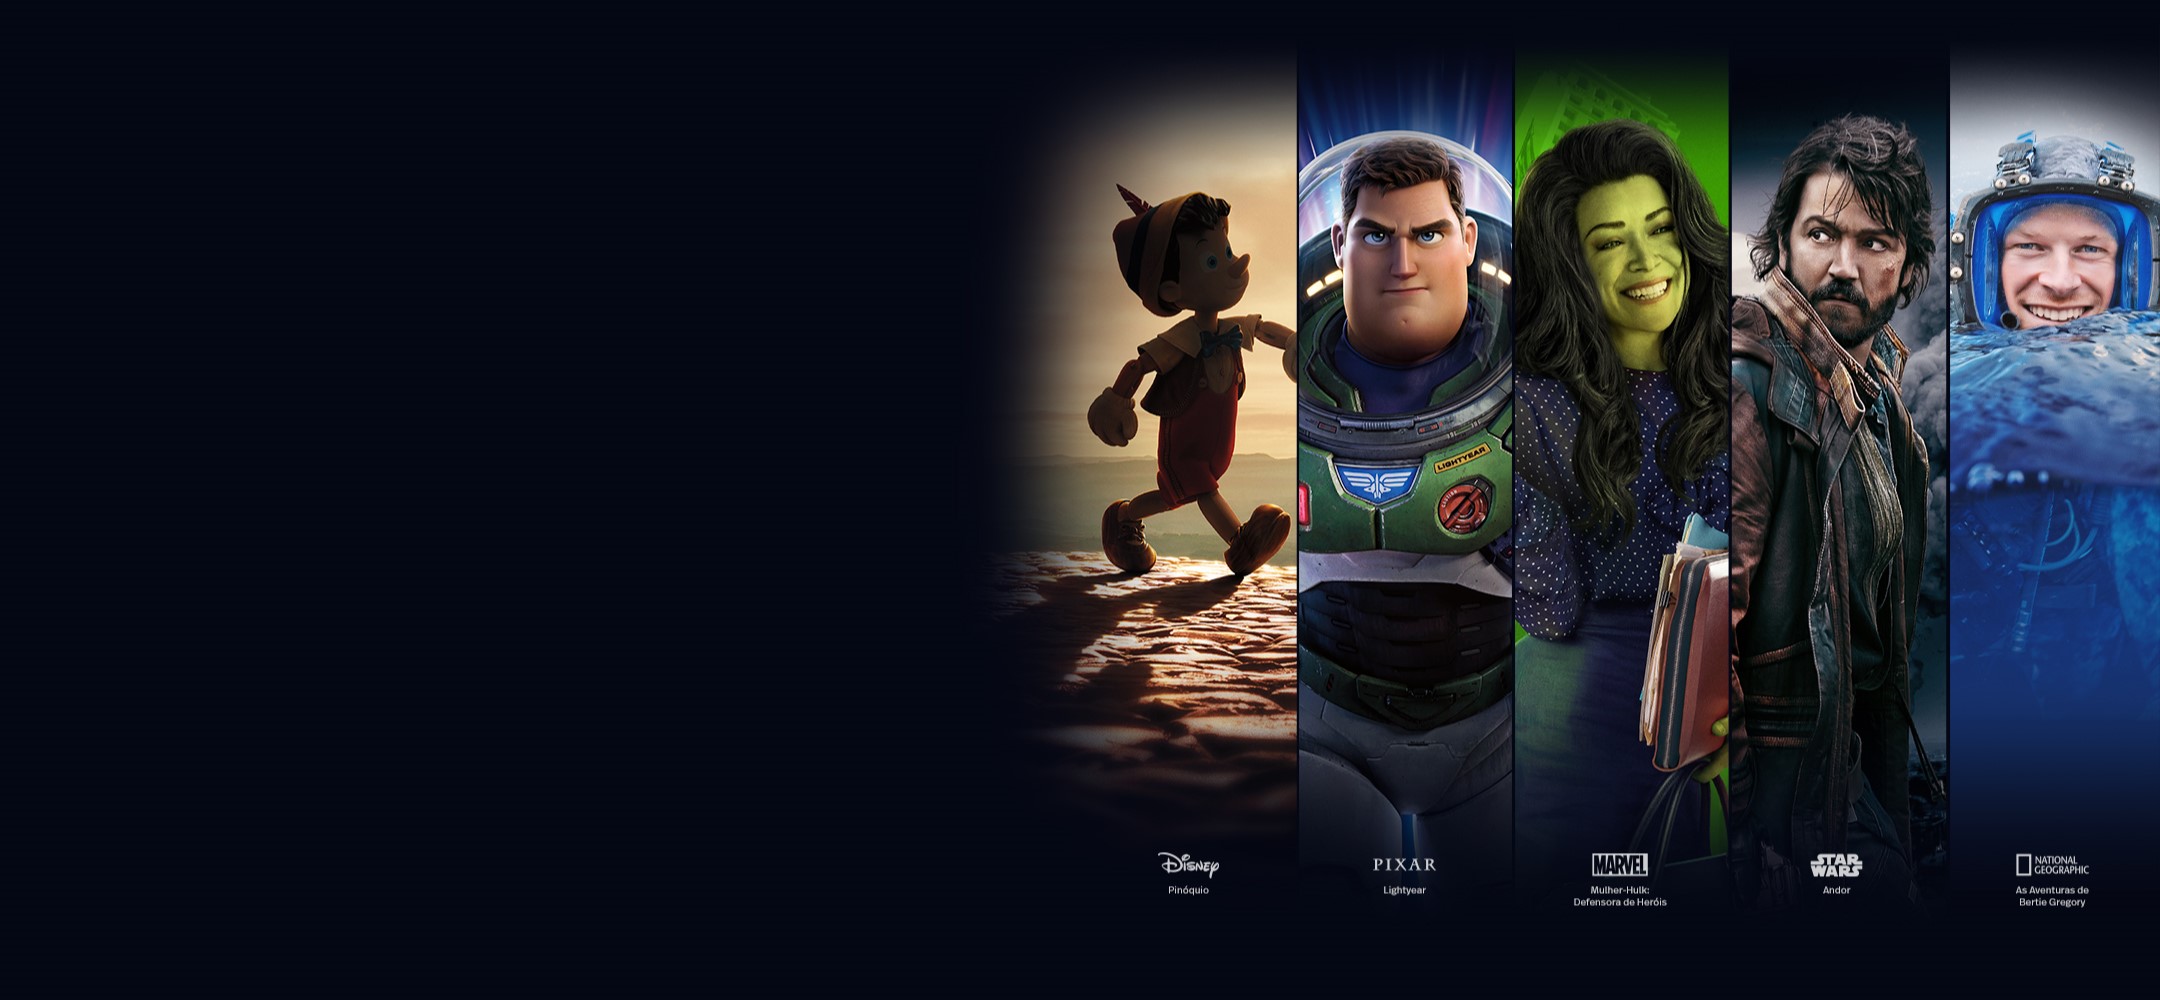 LIGHTYEAR
Disney
Pinóquio
PIXAR
Lightyear
MARVEL
Mulher-Hulk:
Defensora de Heróis
STAR
WARS
Andor
NATIONAL
GEOGRAPHIC
As Aventuras de
Bertie Gregory